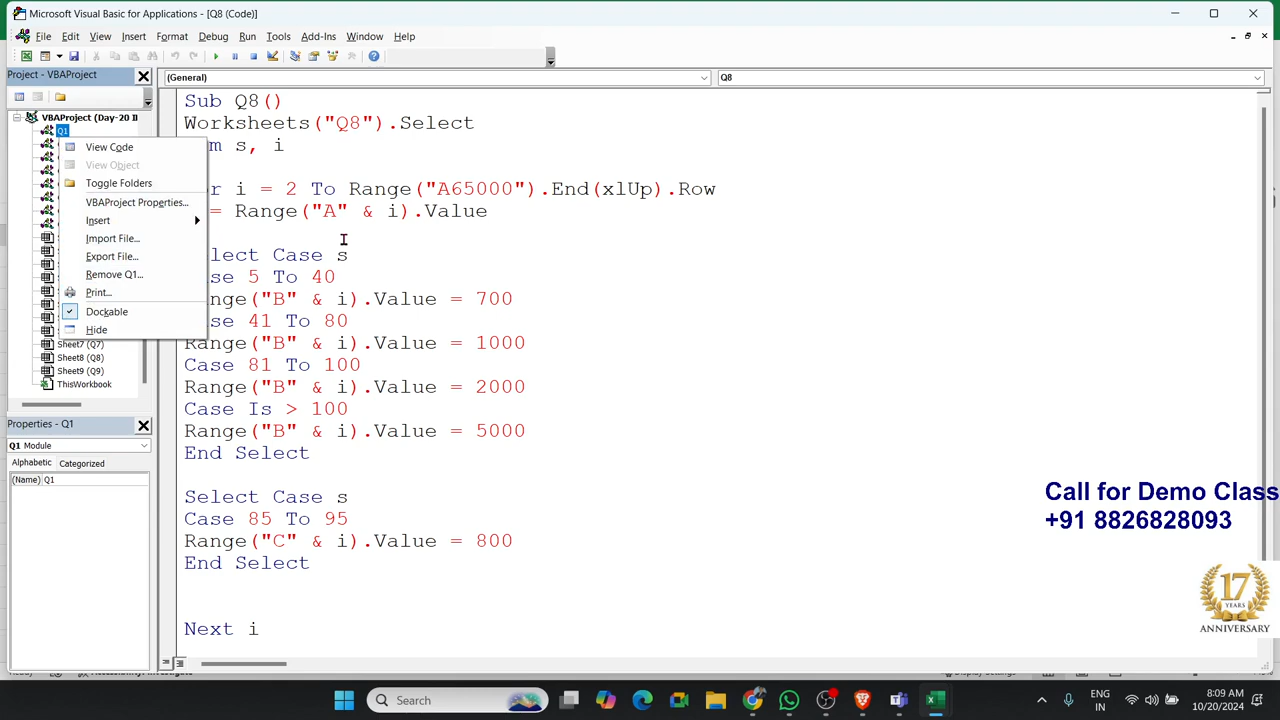 Microsoft Visual Basic for Applications - [Q8 (Code)]
File Edit View Insert Format Debug Run Tools Add-Ins Window Help
Project - VBAProject
(General)
Q8
VBAProject (Day-20 
Q1
View Code
View Object
Toggle Folders
VBAProject Properties...
Insert
Import File...
Export File...
Remove Q1...
Print...
Dockable
Hide
Sheet7 (Q7)
Sheet8 (Q8)
Sheet9 (Q9)
ThisWorkbook
Properties - Q1
Q1 Module
Alphabetic Categorized
(Name) Q1
Sub Q8()
Worksheets("Q8").Select
m s, i
r i = 2 To Range("A65000").End(xlUp).Row
= Range("A" & i).Value
lect Case s
se 5 To 40
Range("B" & i).Value = 700
Case 41 To 80
Range("B" & i).Value = 1000
Case 81 To 100
Range("B" & i).Value = 2000
Case Is > 100
Range("B" & i).Value = 5000
End Select
Select Case s
Case 85 To 95
Range("C" & i).Value = 800
End Select
Next i
Call for Demo Class
+91 8826828093
17
YEARS
ANNIVERSARY
Search
ENG
IN
8:09 AM
10/20/2024